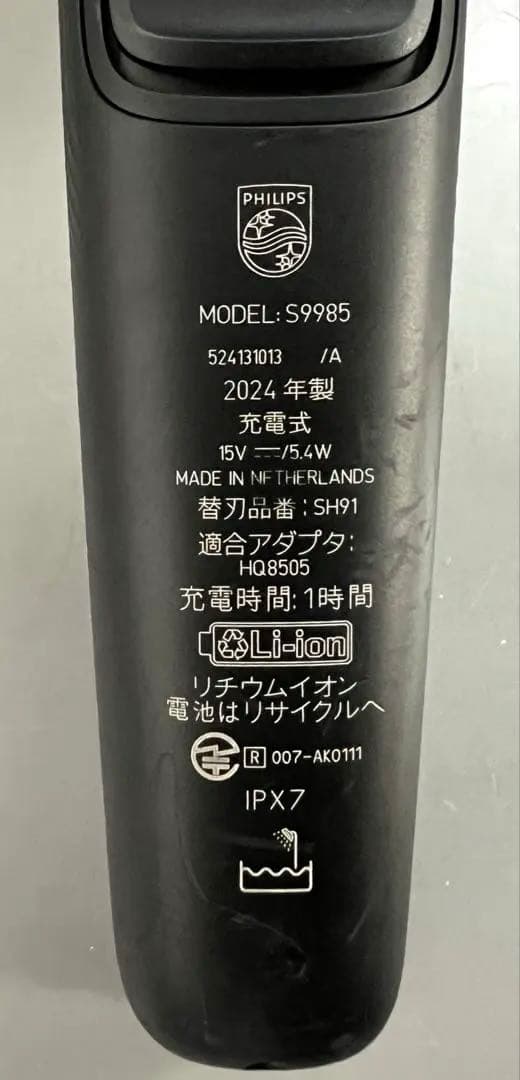 PHILIPS
MODEL: S9985
524131013 /A
2024 年製
充電式
15V ⎓/5.4W
MADE IN NETHERLANDS
替刃品番：SH91
適合アダプタ：
HQ8505
充電時間：1時間
Li-ion
リチウムイオン
電池はリサイクルへ
R 007-AK0111
IPX7